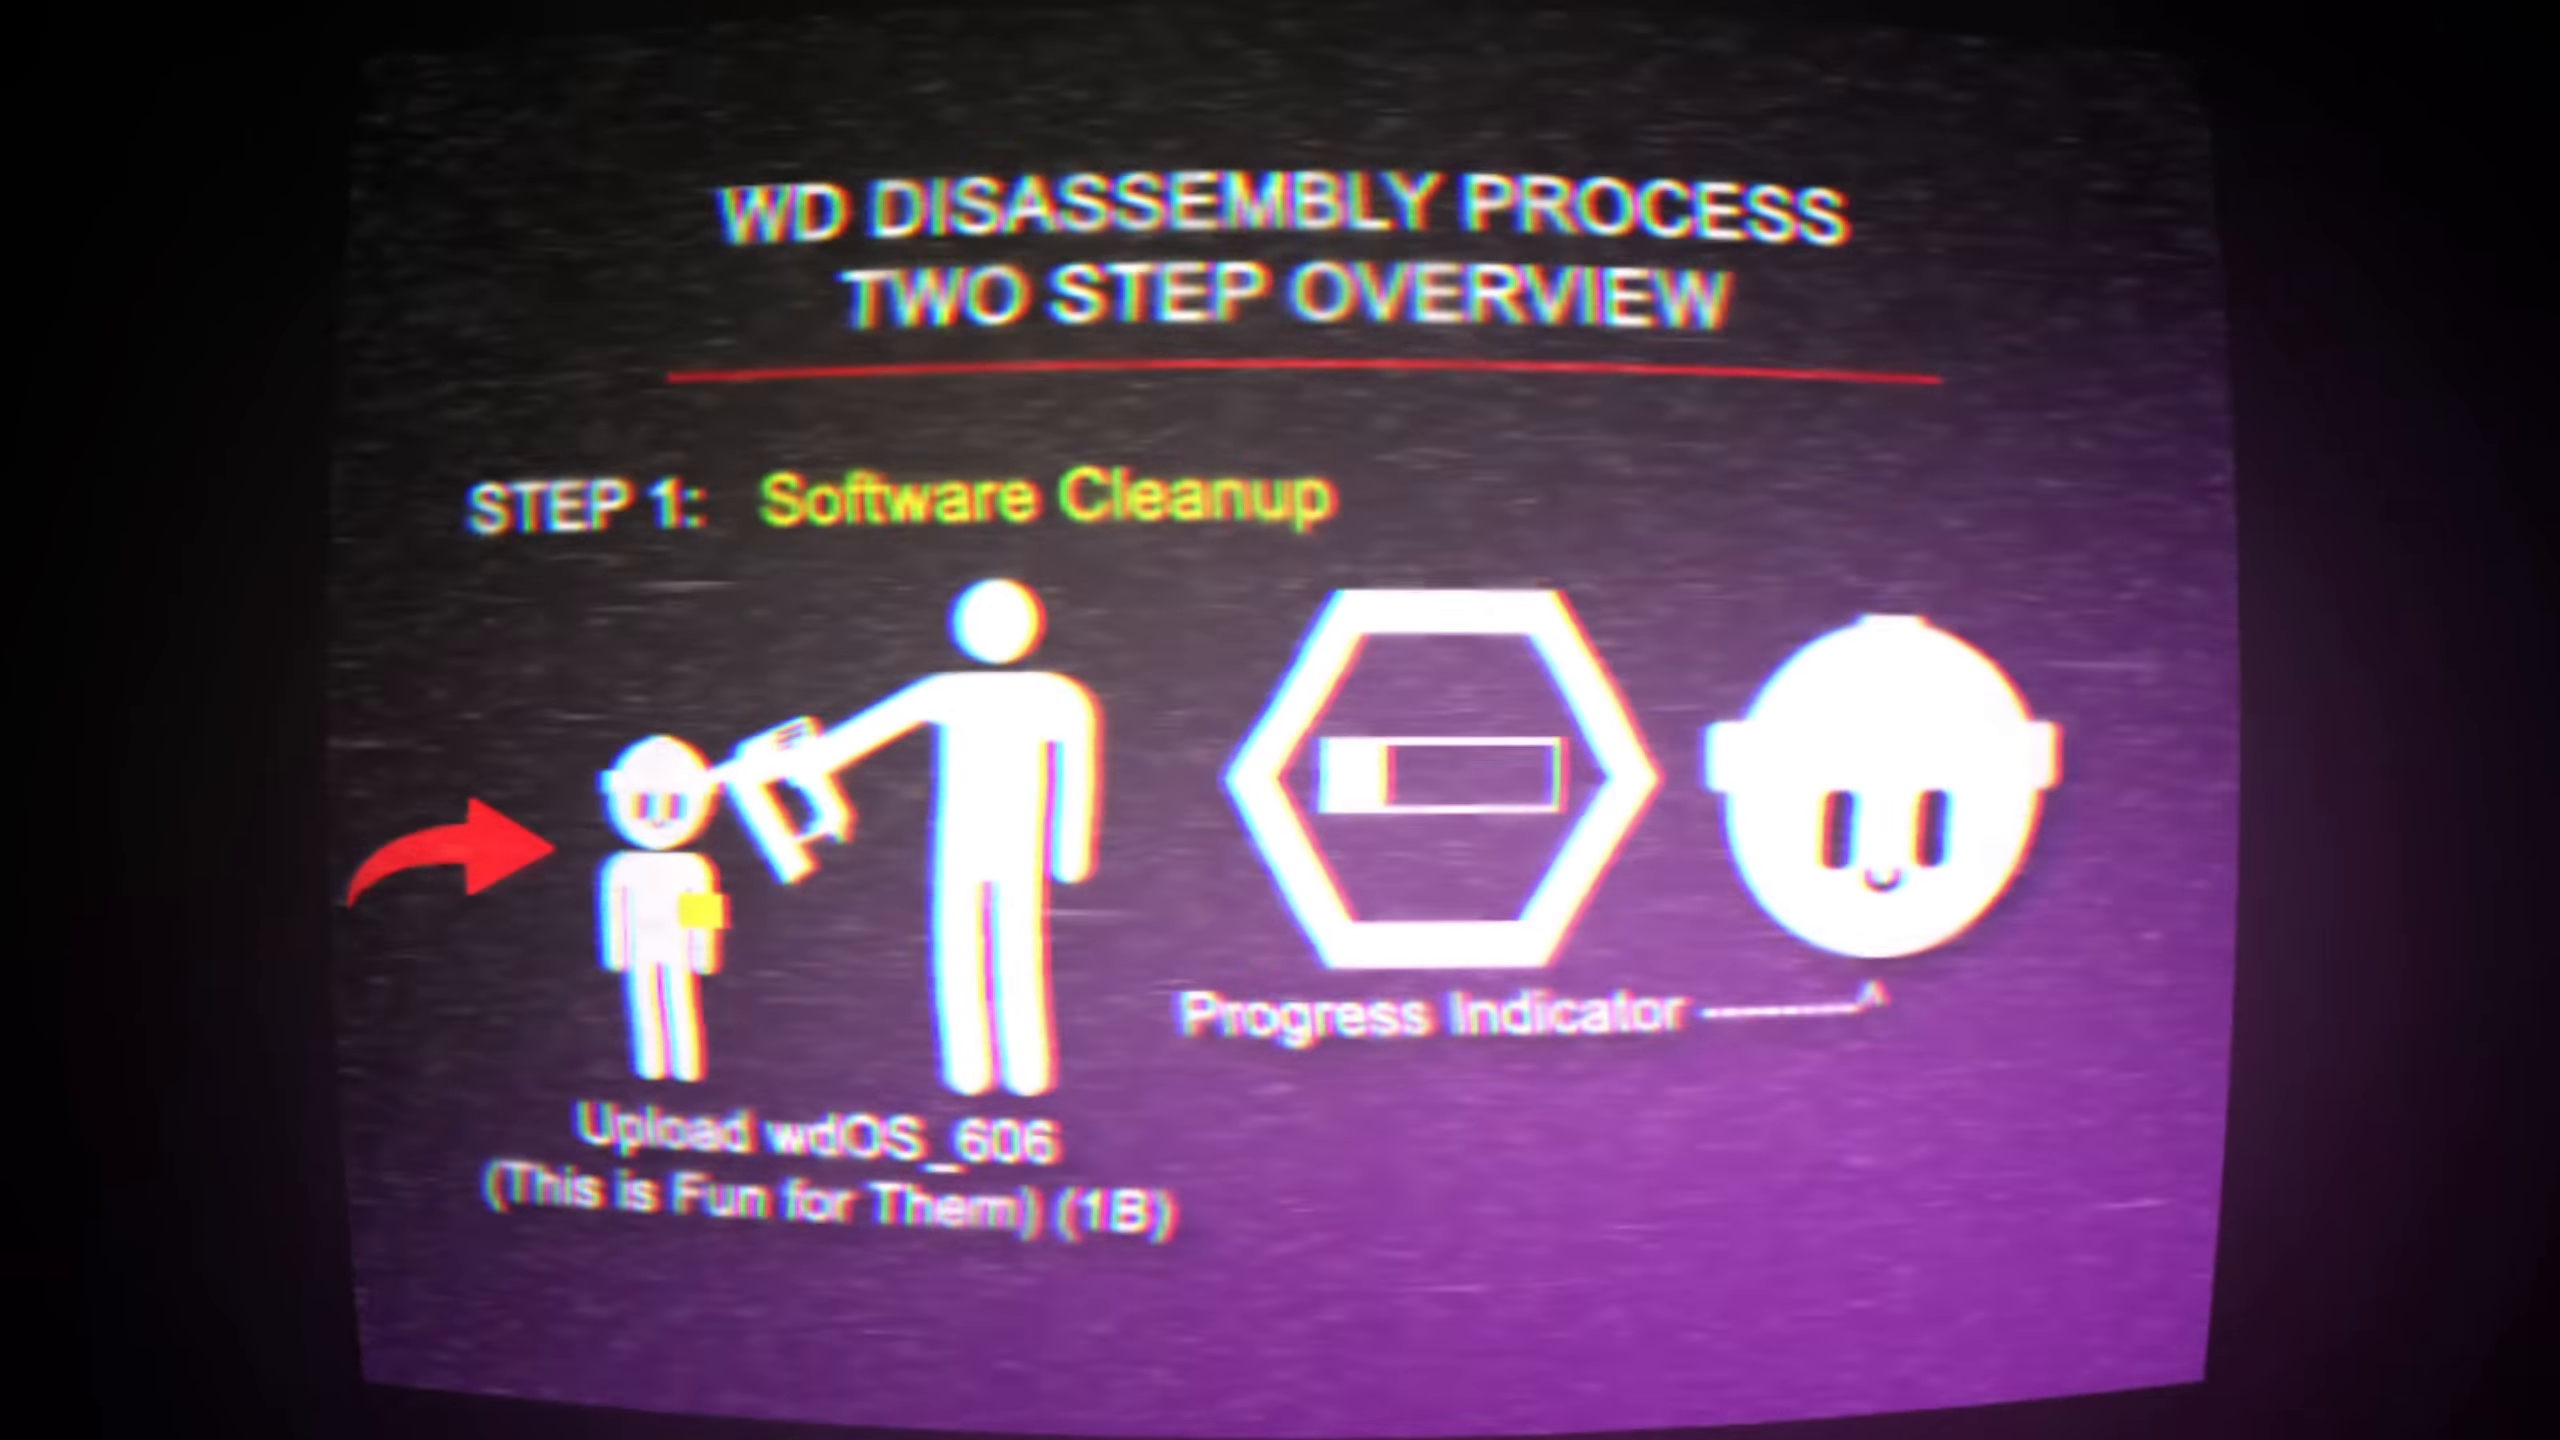 WD DISASSEMBLY PROCESS
TWO STEP OVERVIEW
STEP 1: Software Cleanup
Progress Indicator
Upload wdOS_606
(This is Fun for Them) (1B)